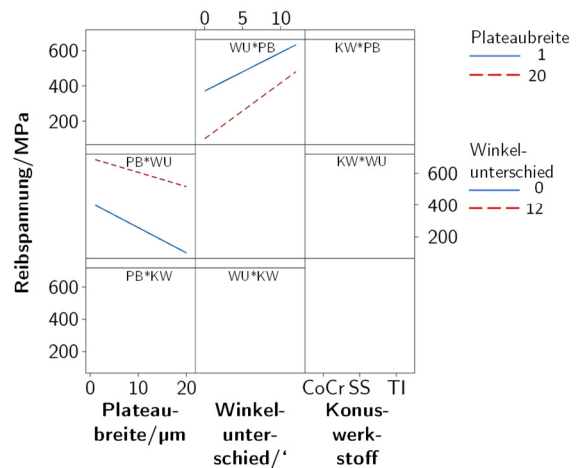 0 5 10
Plateaubreite
1
20
600
400
200
WU*PB
KW*PB
Winkel-
unterschied
0
12
Reibspannung/MPa
PB*WU
KW*WU
600
400
200
600
400
200
PB*KW
WU*KW
0 10 20
CoCr SS TI
Plateau-
breite/µm
Winkel-
unter-
schied/‘
Konus-
werk-
stoff